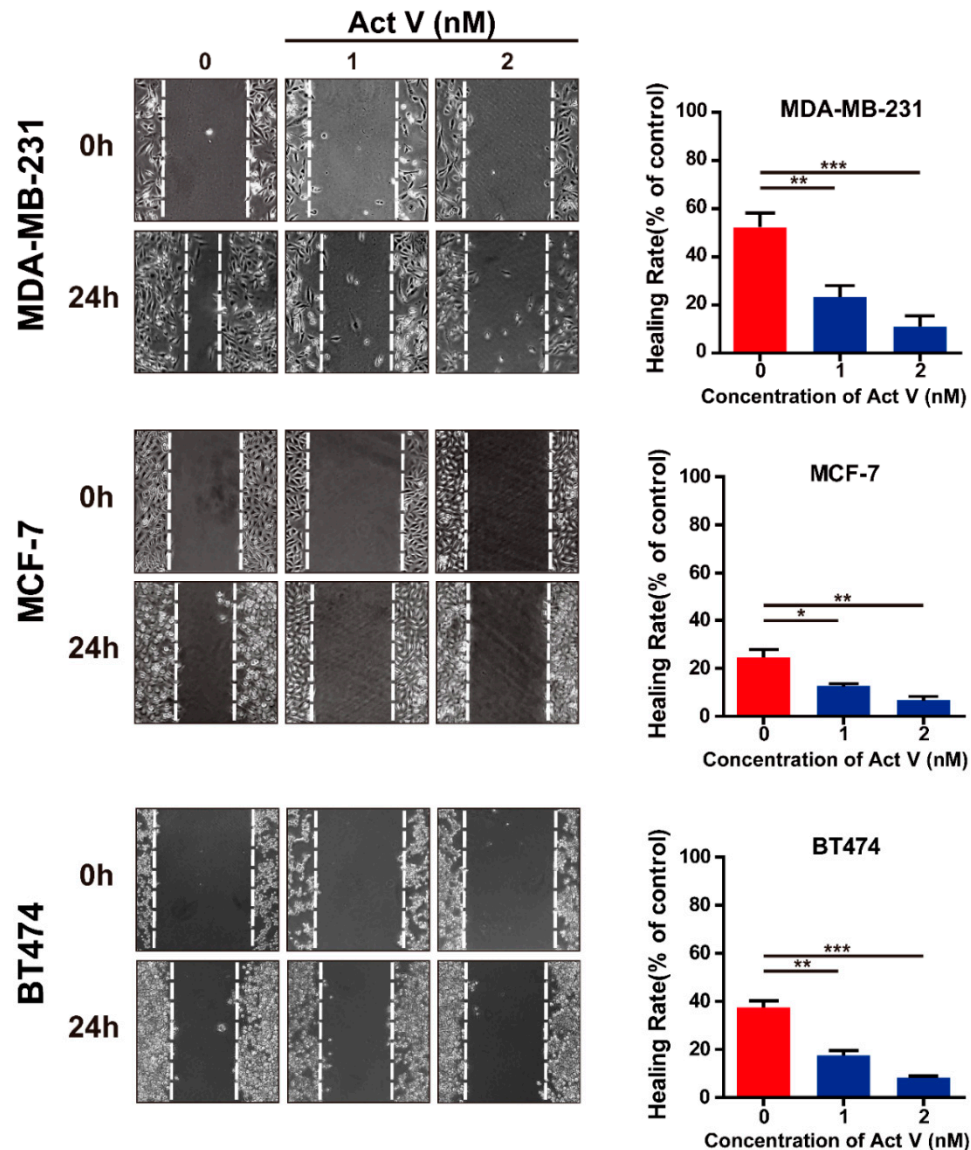 Act V (nM)
0 1 2
MDA-MB-231
0h
24h
MCF-7
0h
24h
BT474
0h
24h
MDA-MB-231
Healing Rate(% of control)
100
80
60
40
20
0
***
**
0 1 2
Concentration of Act V (nM)
MCF-7
Healing Rate(% of control)
100
80
60
40
20
0
**
*
0 1 2
Concentration of Act V (nM)
BT474
Healing Rate(% of control)
100
80
60
40
20
0
***
**
0 1 2
Concentration of Act V (nM)